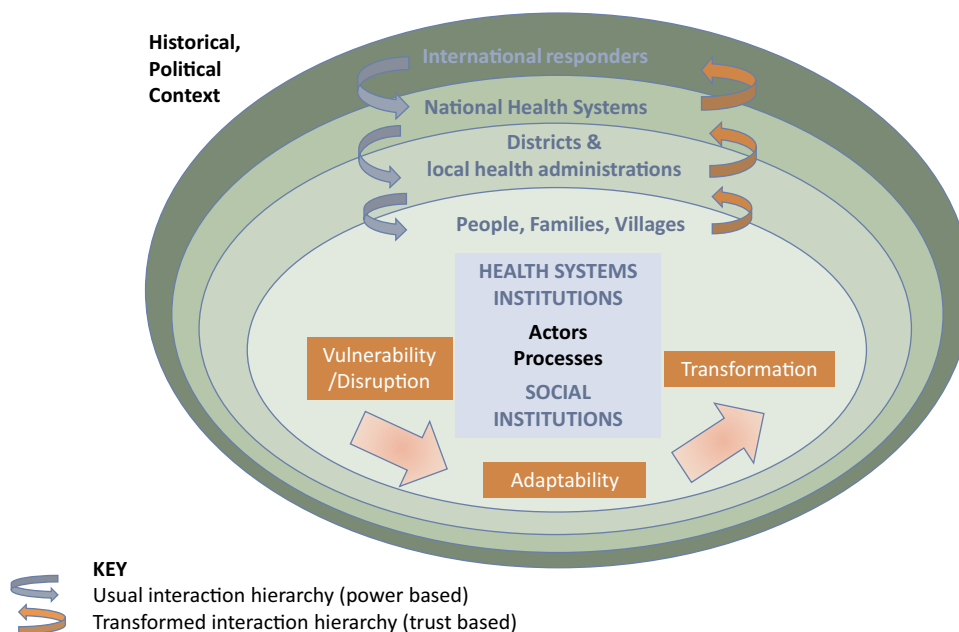 Historical,
Political
Context
International responders
National Health Systems
Districts &
local health administrations
People, Families, Villages
HEALTH SYSTEMS
INSTITUTIONS
Actors
Processes
SOCIAL
INSTITUTIONS
Vulnerability
/Disruption
Transformation
Adaptability
KEY
Usual interaction hierarchy (power based)
Transformed interaction hierarchy (trust based)